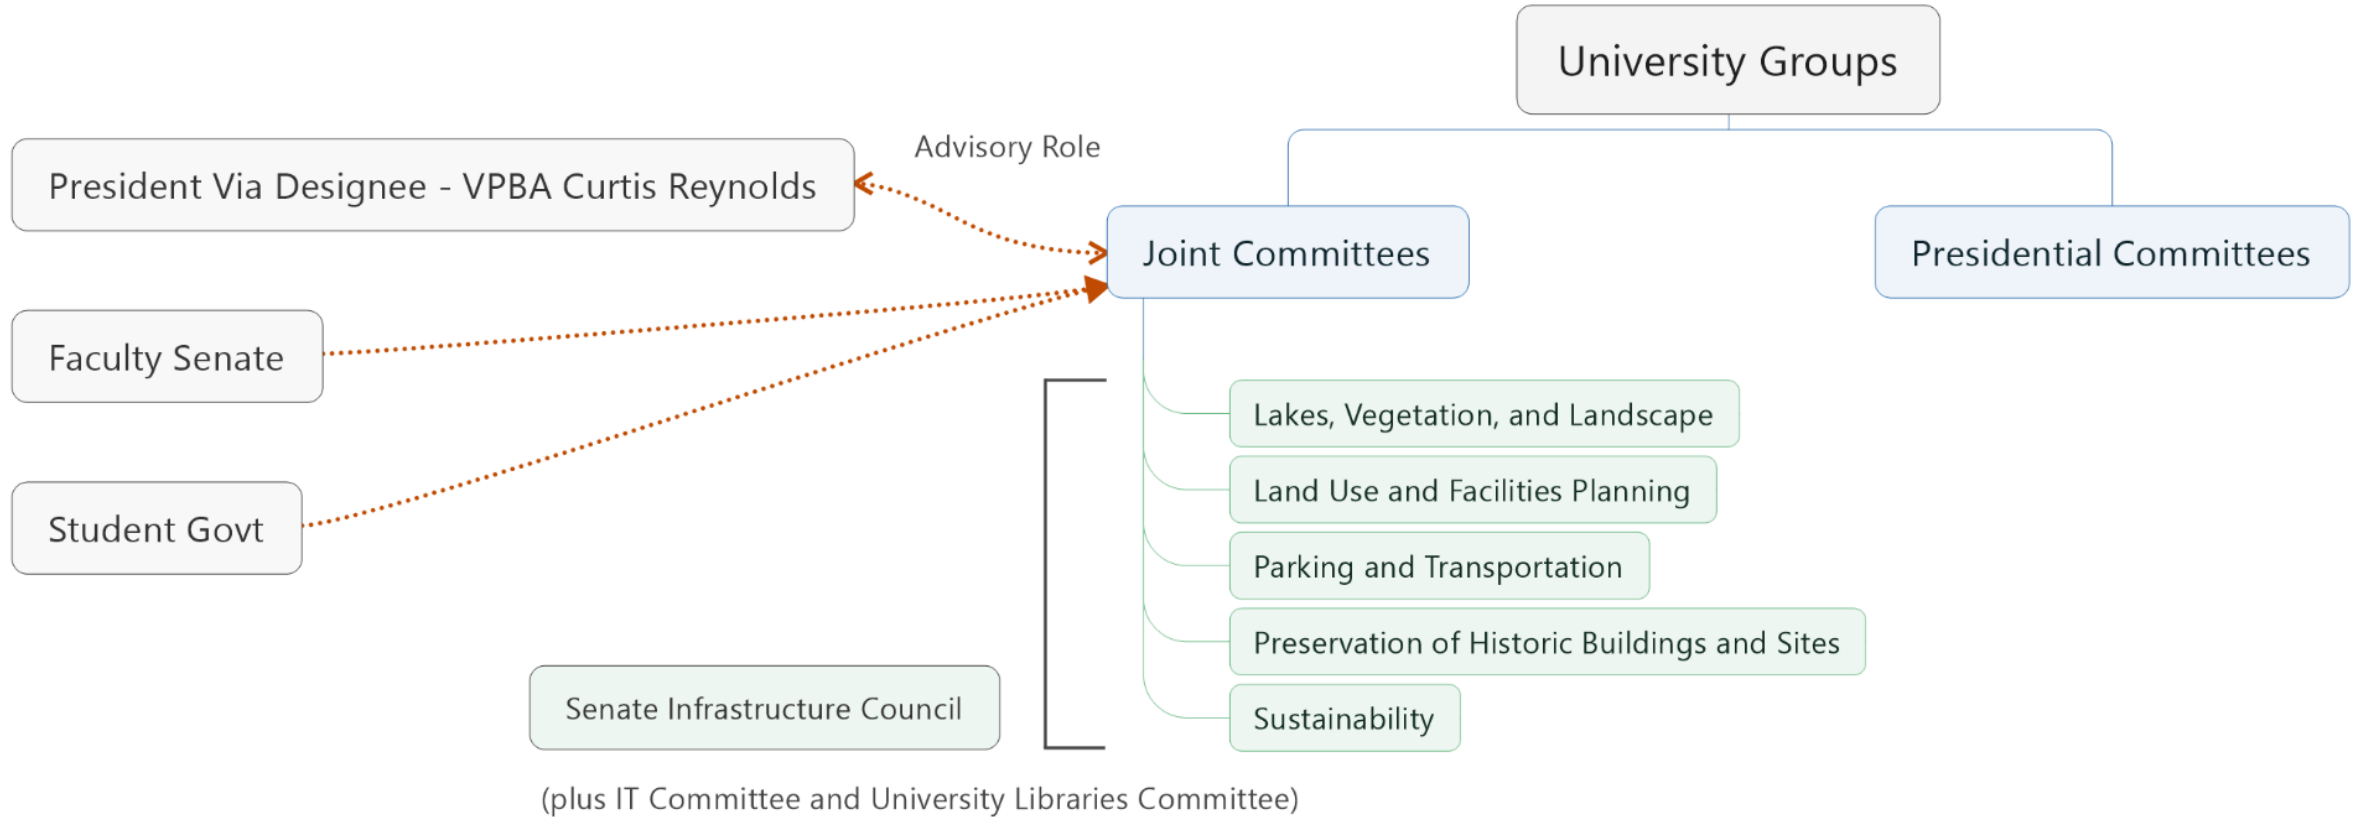 University Groups
Advisory Role
President Via Designee - VPBA Curtis Reynolds
Joint Committees
Presidential Committees
Faculty Senate
Student Govt
Lakes, Vegetation, and Landscape
Land Use and Facilities Planning
Parking and Transportation
Preservation of Historic Buildings and Sites
Sustainability
Senate Infrastructure Council
(plus IT Committee and University Libraries Committee)